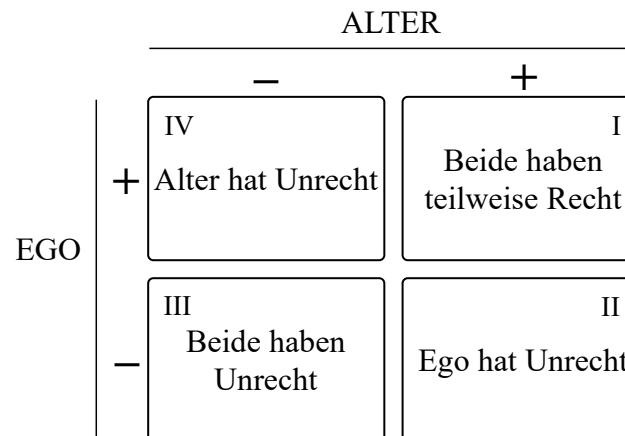 ALTER
− +
IV
Alter hat Unrecht
I
Beide haben
teilweise Recht
EGO
+
−
III
Beide haben
Unrecht
II
Ego hat Unrecht